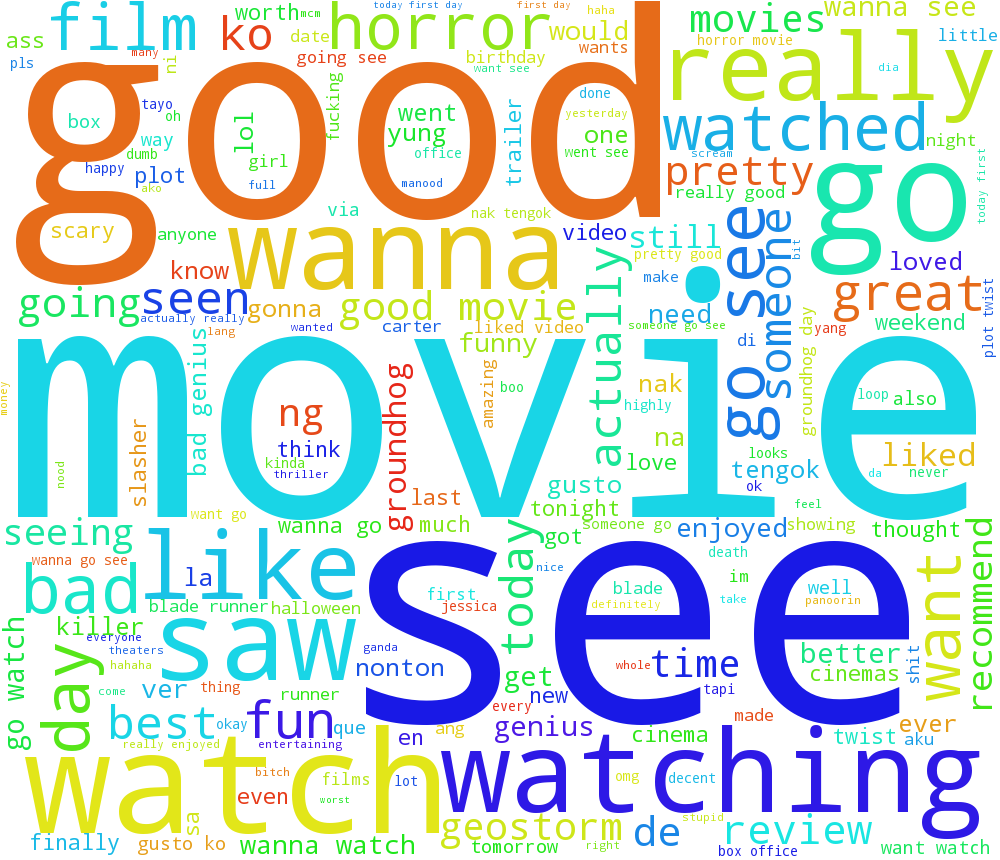 today first day
first day
haha
mcm
worth
film
ko
horror
date
would
movies
wanna see
little
ass
many
going see
birthday
wants
horror movie
pls
ni
want see
really
dia
good
tayo
oh
box
lol
fucking
went
yung
trailer
done
yesterday
one
watched
night
way
dumb
girl
office
went see
scream
happy
plot
ako
full
manood
pretty
go
today first
really good
via
nak tengok
scary
anyone
wanna
video
still
go see
someone
bit
loved
know
pretty good
make
need
great
plot twist
going
seen
gonna
good movie
actually
actually really
lang
wanted
carter
liked video
someone go see
weekend
yang
bad genius
funny
di
groundhog day
movie
money
amazing
boo
nak
highly
loop
also
slasher
ng
groundhog
think
kinda
thriller
na
love
looks
tengok
liked
da
never
nood
last
gusto
ok
feel
want go
wanna go
much
tonight
got
someone go
enjoyed
showing
thought
seeing
like
see
today
death
recommend
wanna go see
bad
la
nice
im
want
blade runner
halloween
first
jessica
blade
definitely
take
well
panoorin
go watch
killer
everyone
theaters
saw
hahaha
ganda
nonton
whole
time
better
cinemas
shit
day
come
ver
thing
runner
get
every
new
tapi
best
okay
fun
que
en
ang
genius
made
ever
really enjoyed
entertaining
cinema
twist
aku
watch
bitch
films
lot
watching
omg
decent
even
worst
sa
geostorm
de
stupid
review
finally
gusto ko
wanna watch
tomorrow
right
box office
want watch